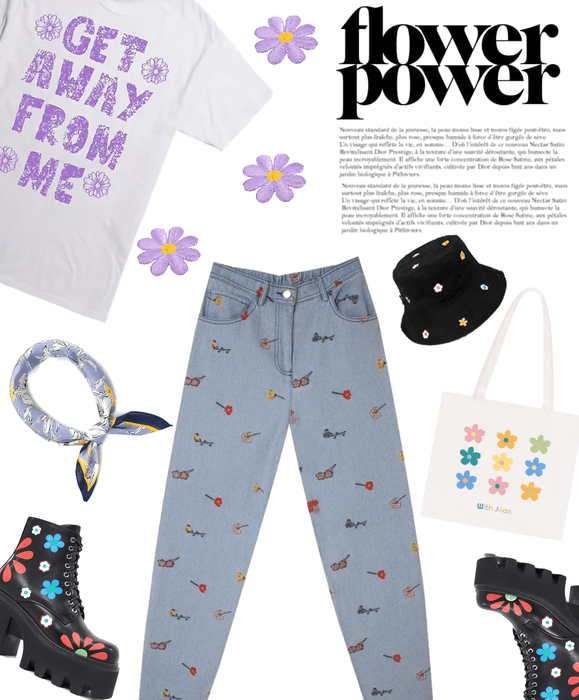 GET
AWAY
FROM
ME
flower
power
Nouveau standard de la jeunesse, la peau moins lisse et moins figée peut-être, mais
surtout plus fraîche, plus rose, presque humide à force d'être gorgée de sève
Un visage qui reflète la vie, en somme… D'où l'intérêt de ce nouveau Nectar Satin
Revitalisant Dior Prestige, à la texture d'une suavité déroutante, qui humecte la
peau incroyablement. Il affiche une forte concentration de Rose Satine, aux pétales
veloutés imprégnés d'actifs vivifiants, cultivée par Dior depuis huit ans dans un
jardin biologique à Pithiviers.
Nouveau standard de la jeunesse, la peau moins lisse et moins figée peut-être, mais
surtout plus fraîche, plus rose, presque humide à force d'être gorgée de sève
Un visage qui reflète la vie, en somme… D'où l'intérêt de ce nouveau Nectar Satin
Revitalisant Dior Prestige, à la texture d'une suavité déroutante, qui humecte la
peau incroyablement. Il affiche une forte concentration de Rose Satine, aux pétales
veloutés imprégnés d'actifs vivifiants, cultivée par Dior depuis huit ans dans un
jardin biologique à Pithiviers.
With Jean